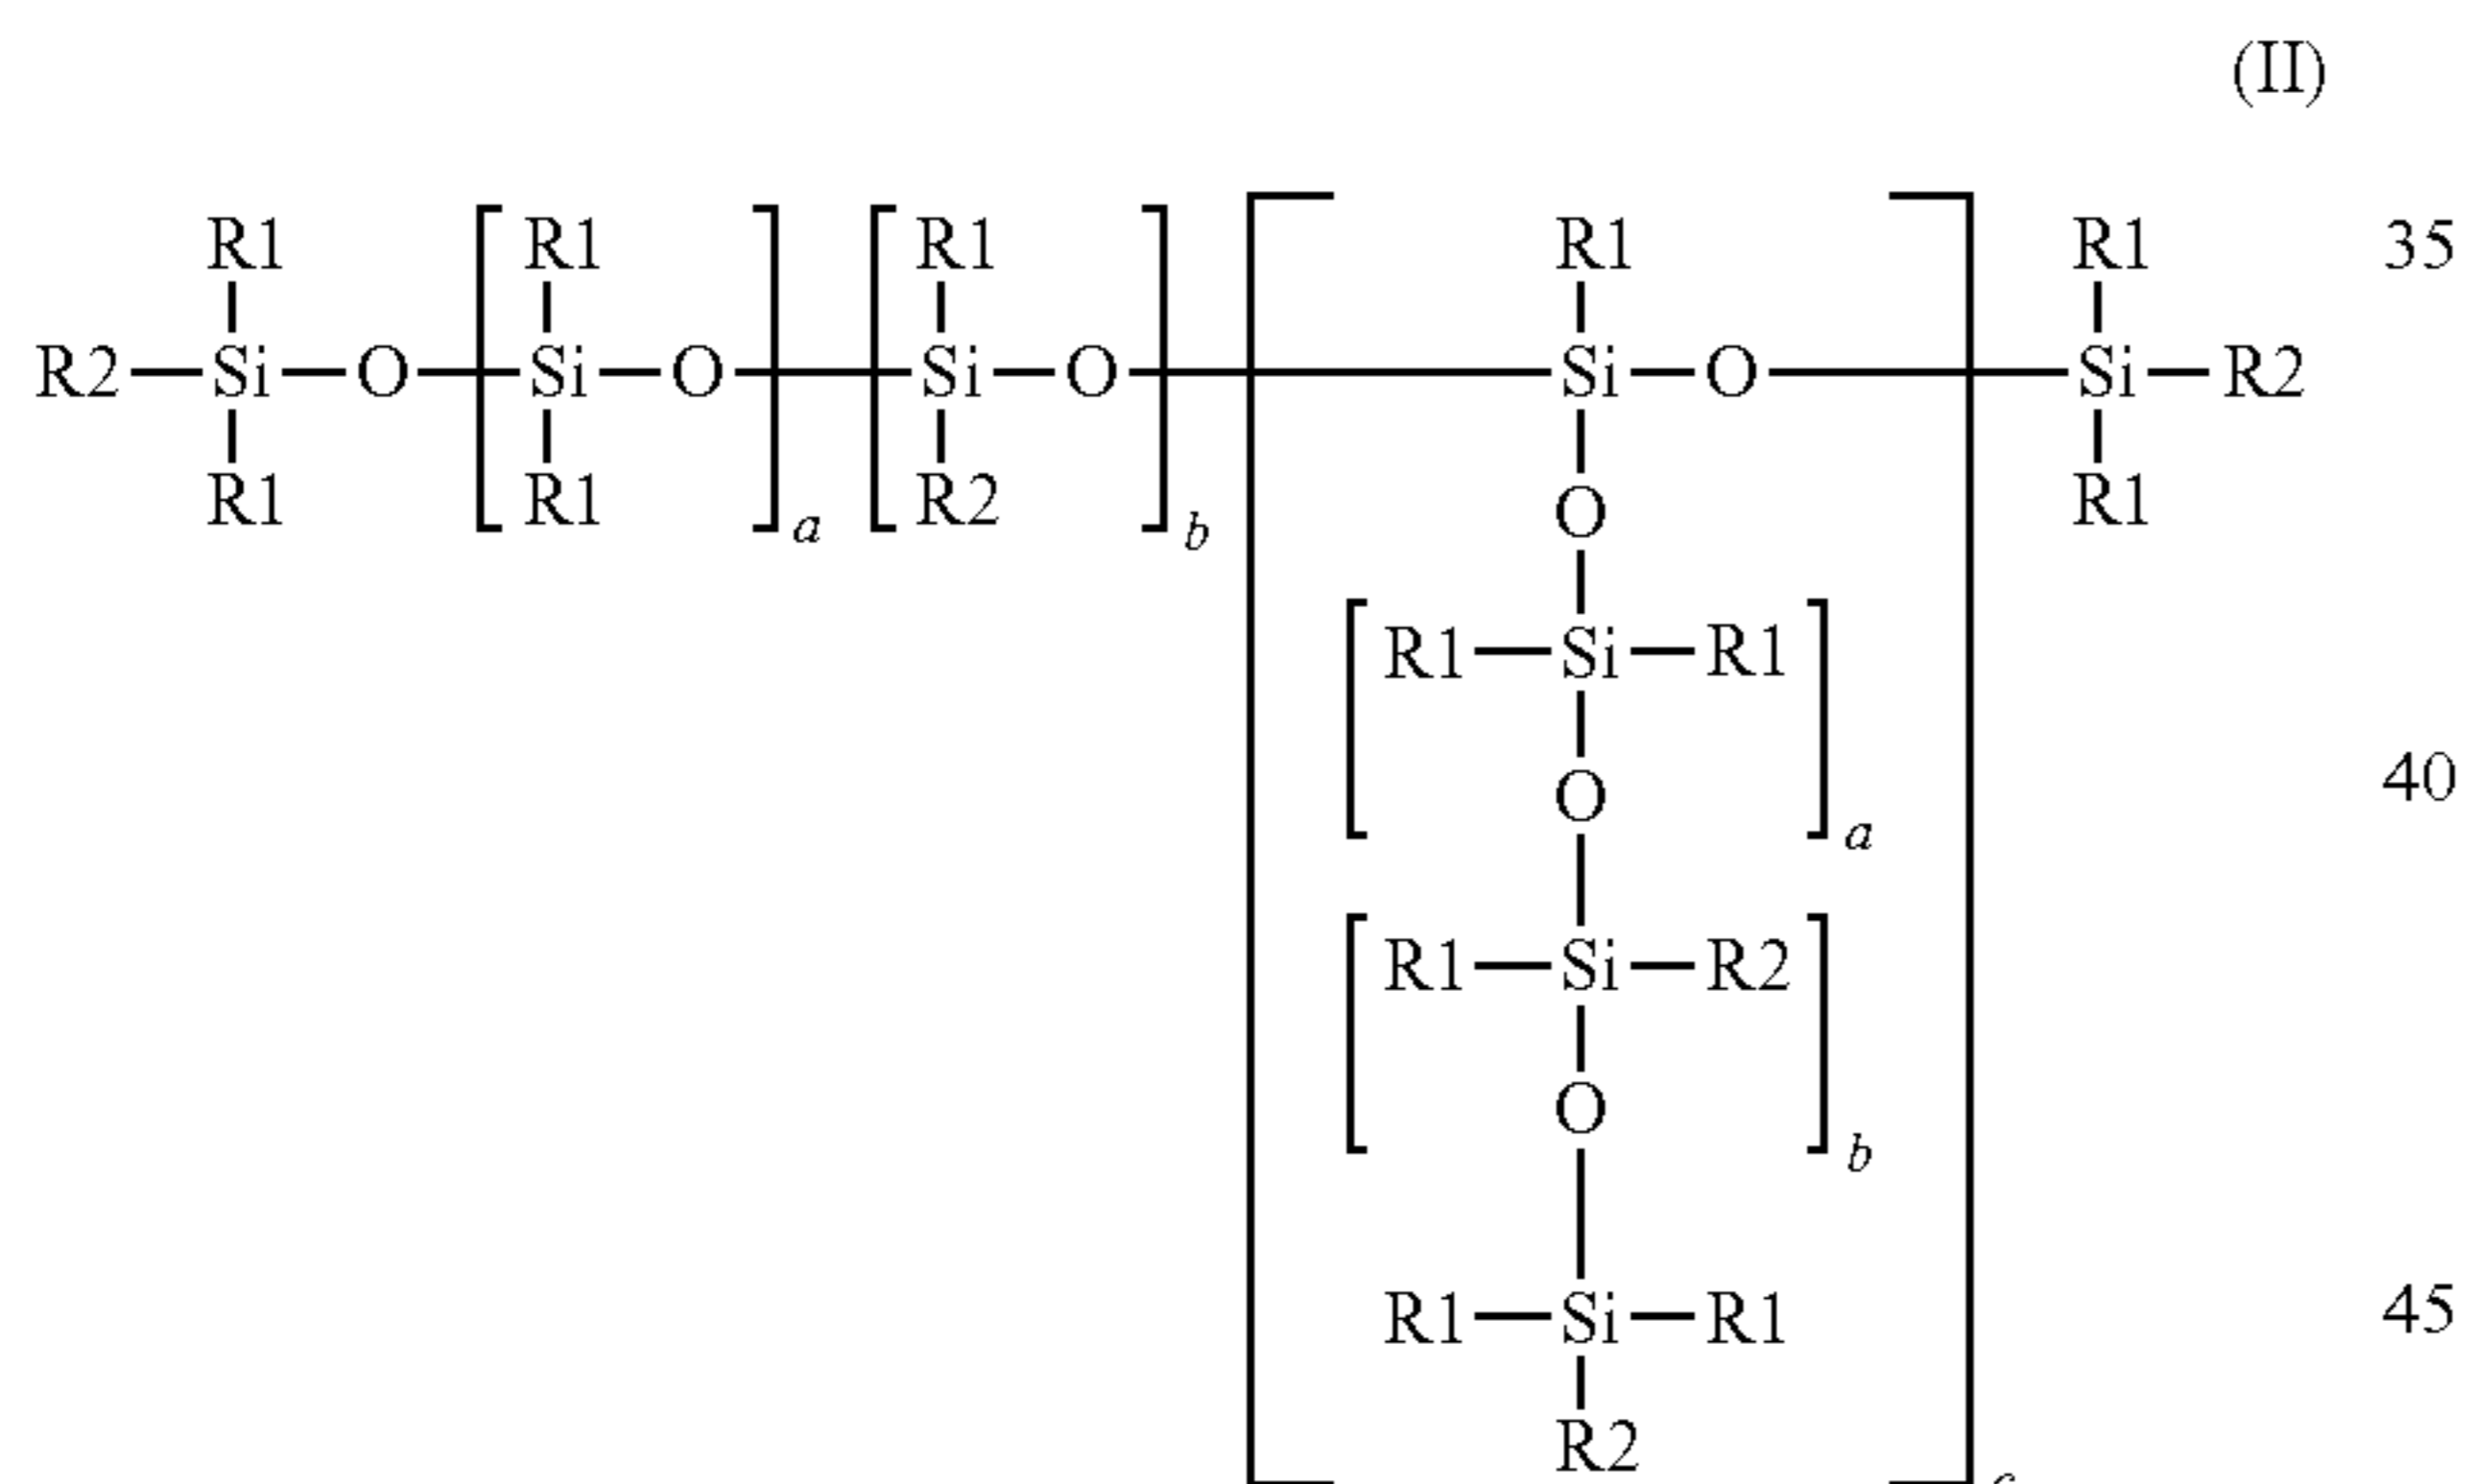 (II)
R1 R1 R1 R1 R1 35
R2 Si O Si O Si O Si O Si R2
R1 R1 R2 O R1
a b
R1 Si R1
40
O
a
R1 Si R2
O
b
R1 Si R1 45
R2
c